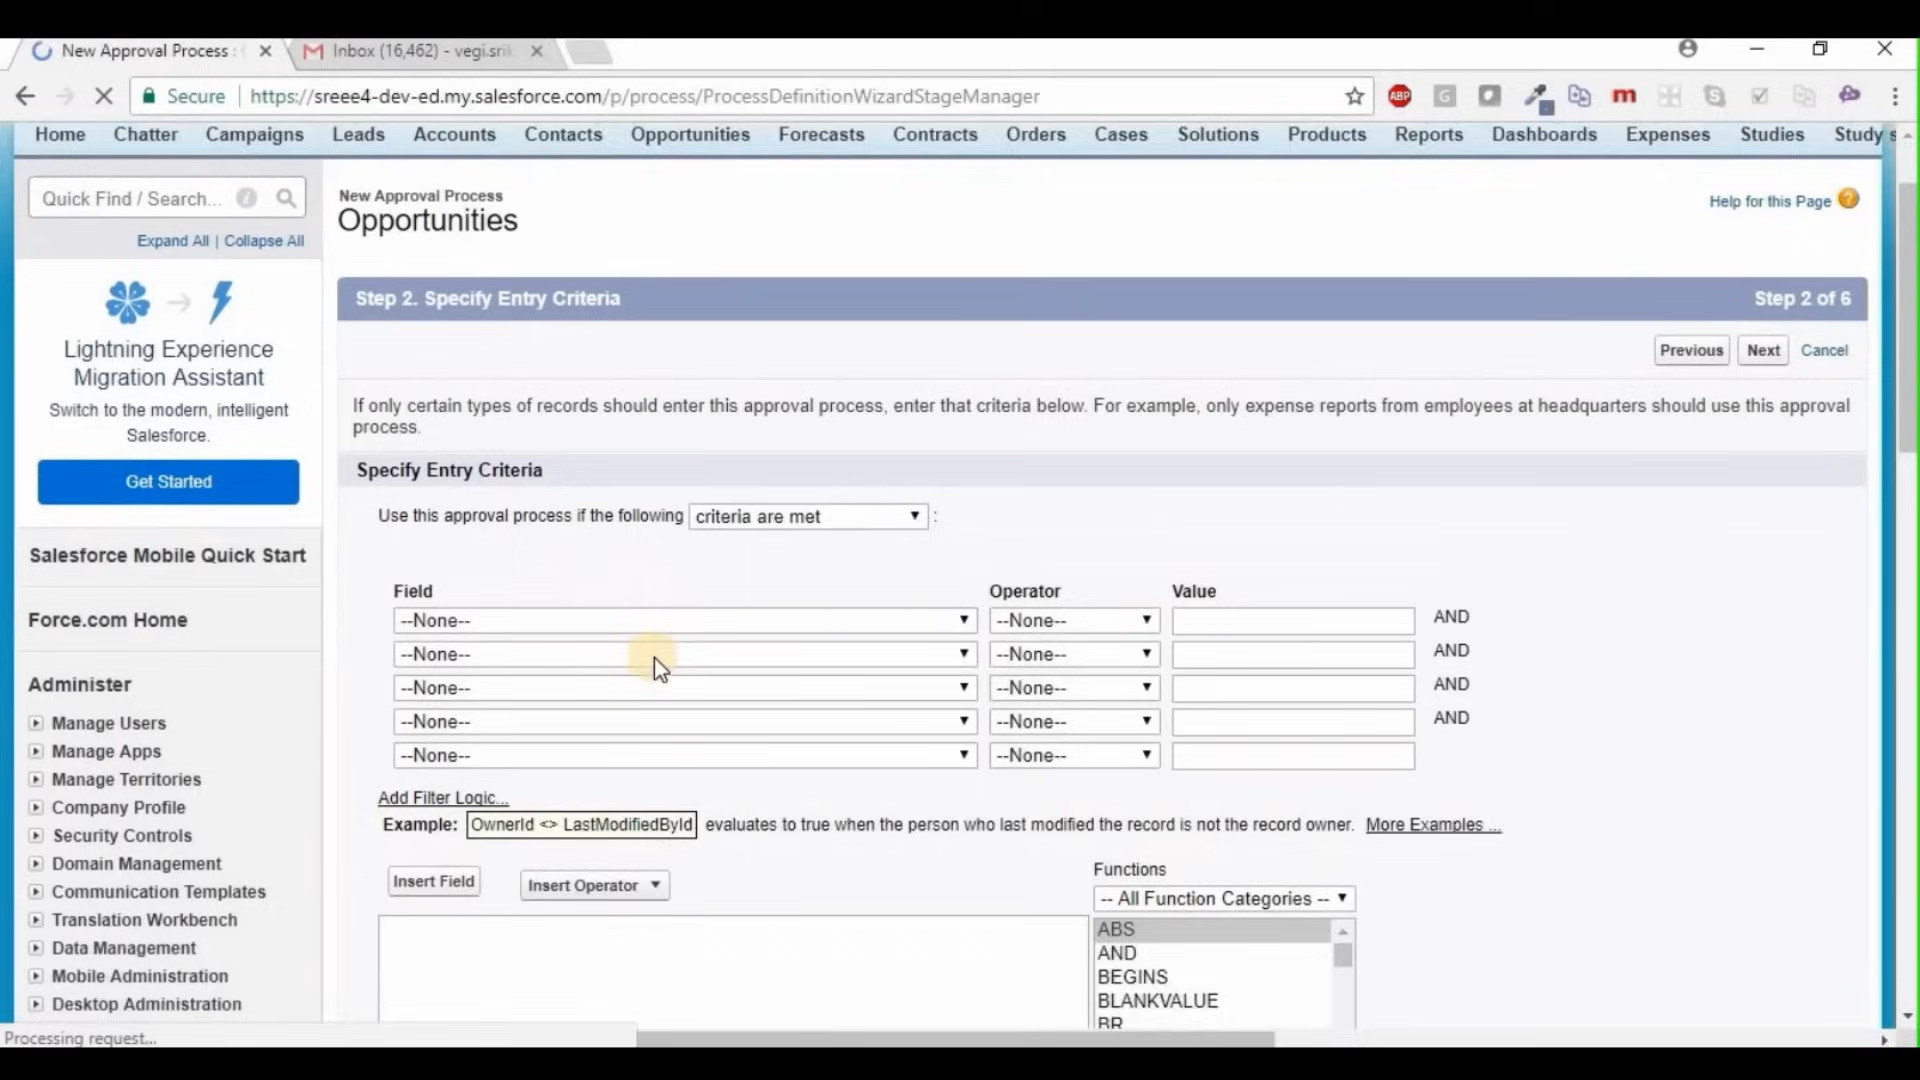 New Approval Process :
Inbox (16,462) - vegi.srik
Secure
https://sreee4-dev-ed.my.salesforce.com/p/process/ProcessDefinitionWizardStageManager
ABP
G
m
Home Chatter Campaigns Leads Accounts Contacts Opportunities Forecasts Contracts Orders Cases Solutions Products Reports Dashboards Expenses Studies Study s
Quick Find / Search...
Expand All | Collapse All
Lightning Experience
Migration Assistant
Switch to the modern, intelligent
Salesforce.
Get Started
Salesforce Mobile Quick Start
Force.com Home
Administer
Manage Users
Manage Apps
Manage Territories
Company Profile
Security Controls
Domain Management
Communication Templates
Translation Workbench
Data Management
Mobile Administration
Desktop Administration
New Approval Process
Opportunities
Help for this Page
Step 2. Specify Entry Criteria
Step 2 of 6
Previous Next Cancel
If only certain types of records should enter this approval process, enter that criteria below. For example, only expense reports from employees at headquarters should use this approval
process.
Specify Entry Criteria
Use this approval process if the following criteria are met :
Field Operator Value
--None-- --None-- AND
--None-- --None-- AND
--None-- --None-- AND
--None-- --None-- AND
--None-- --None--
Add Filter Logic...
Example: OwnerId <> LastModifiedById evaluates to true when the person who last modified the record is not the record owner. More Examples ...
Insert Field Insert Operator
Functions
-- All Function Categories --
ABS
AND
BEGINS
BLANKVALUE
BR
Processing request...